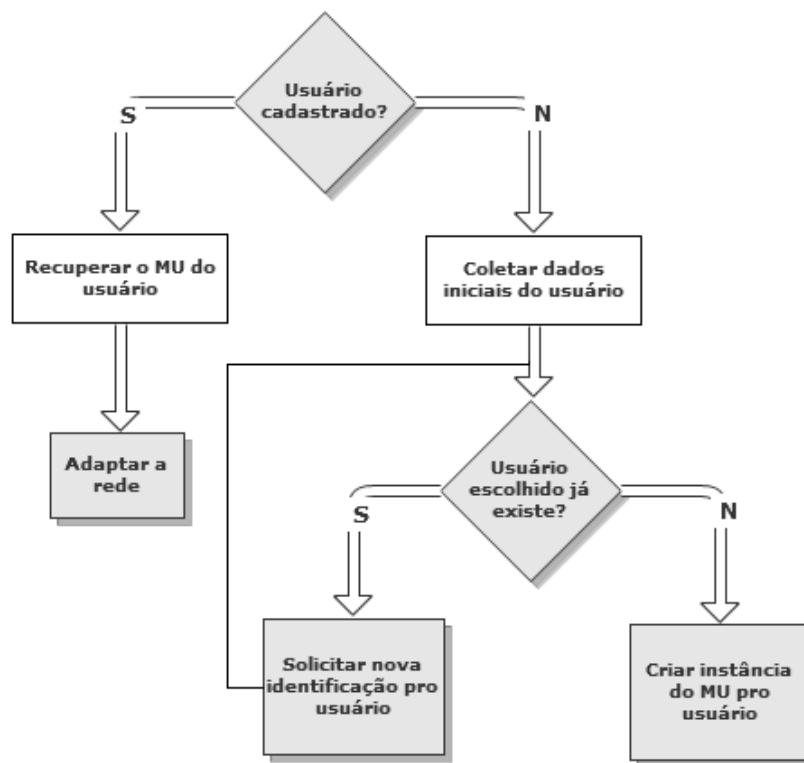 Usuário
cadastrado?
S
N
Recuperar o MU do
usuário
Coletar dados
iniciais do usuário
Adaptar a
rede
Usuário
escolhido já
existe?
S
N
Solicitar nova
identificação pro
usuário
Criar instância
do MU pro
usuário